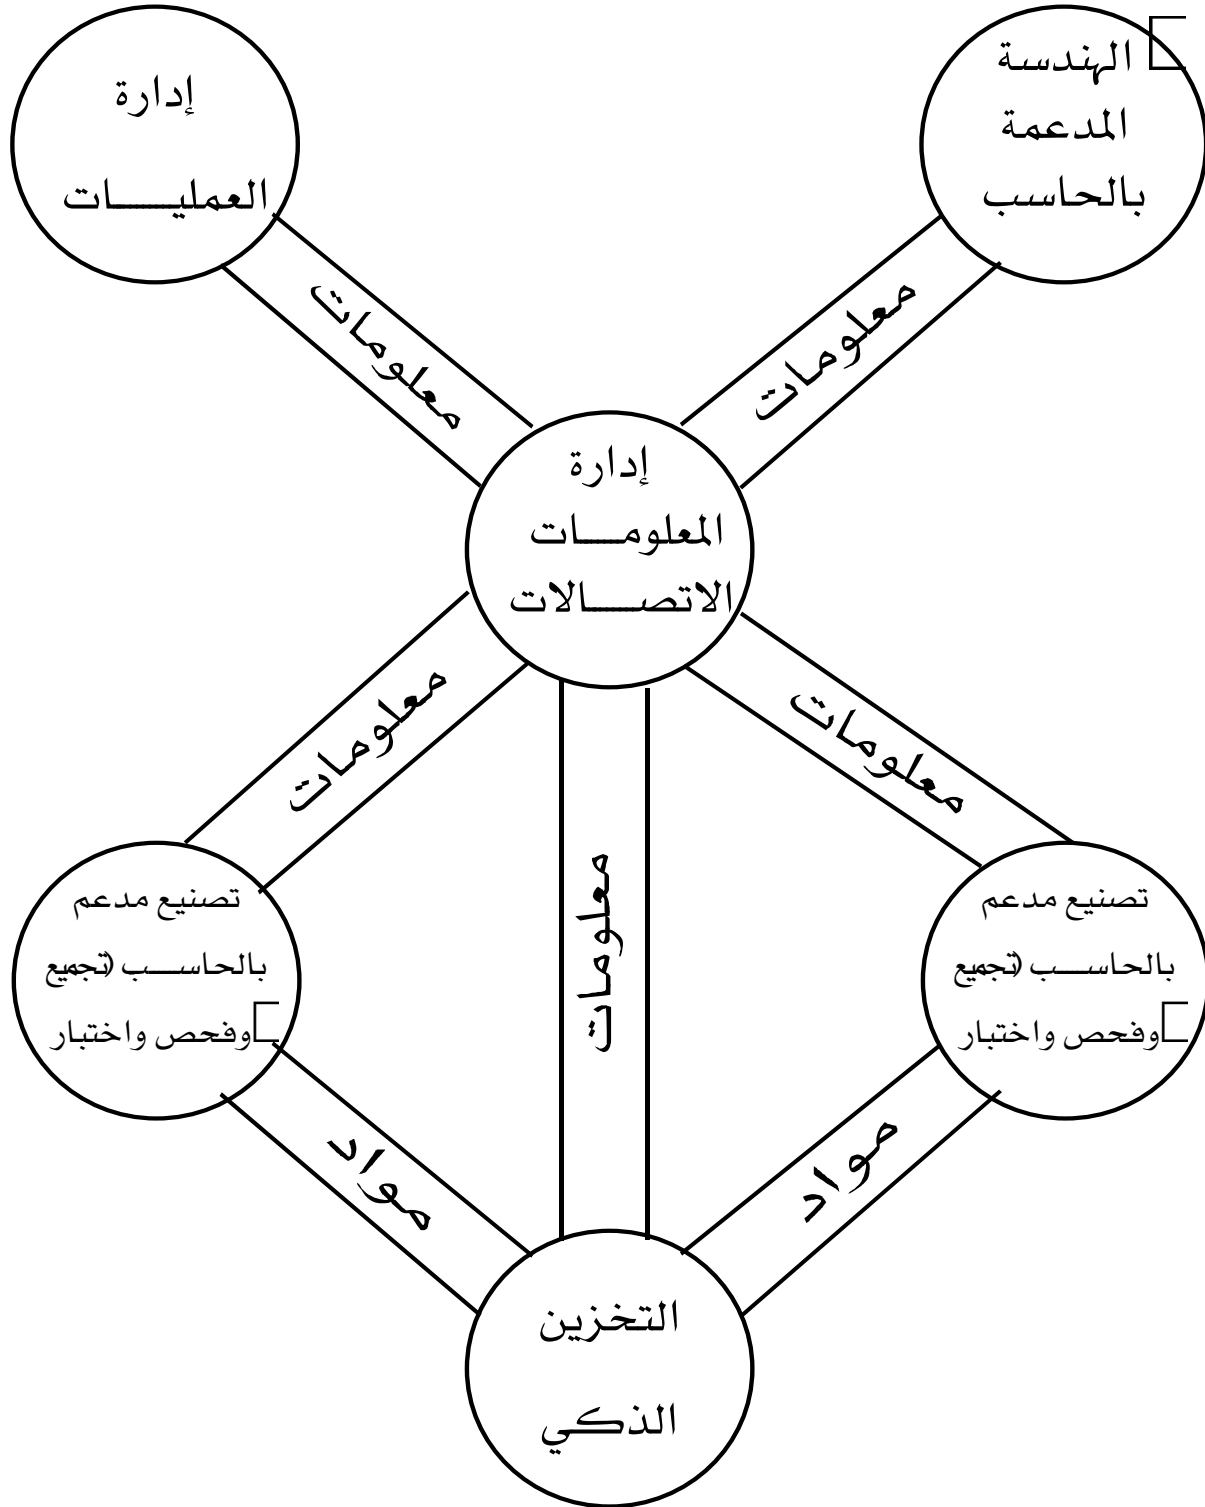 الهندسة
المدعمة
بالحاسب
إدارة
العمليـــــات
معلومات
معلومات
إدارة
المعلومـــات
الاتصـــالات
معلومات
معلومات
معلومات
تصنيع مدعم
بالحاســـب (تجميع
وفحص واختبار
تصنيع مدعم
بالحاســـب (تجميع
وفحص واختبار
مواد
مواد
التخزين
الذكي